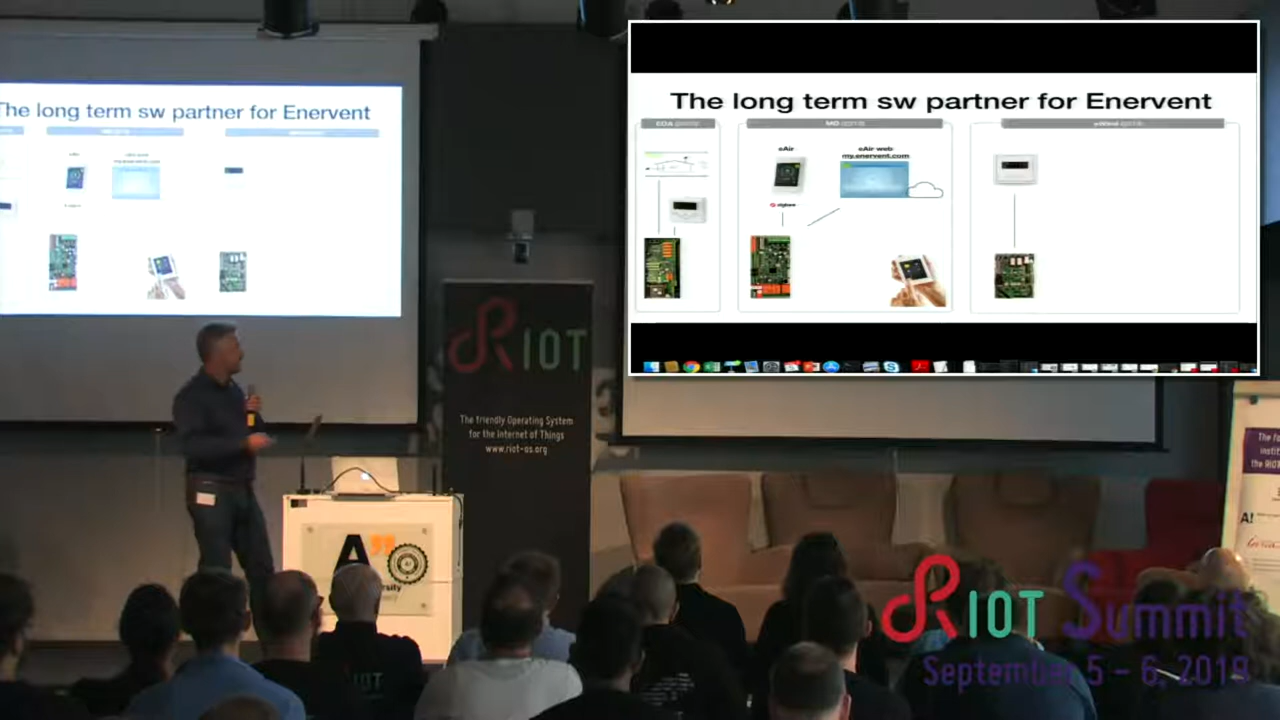 The long term sw partner for Enervent
The long term sw partner for Enervent
eAir
eAir web
my.enervent.com
zigbee
RIOT
The friendly Operating System
for the Internet of Things
www.riot-os.org
A"
RIOT Summit
September 5 - 6, 2018
IOT
A!